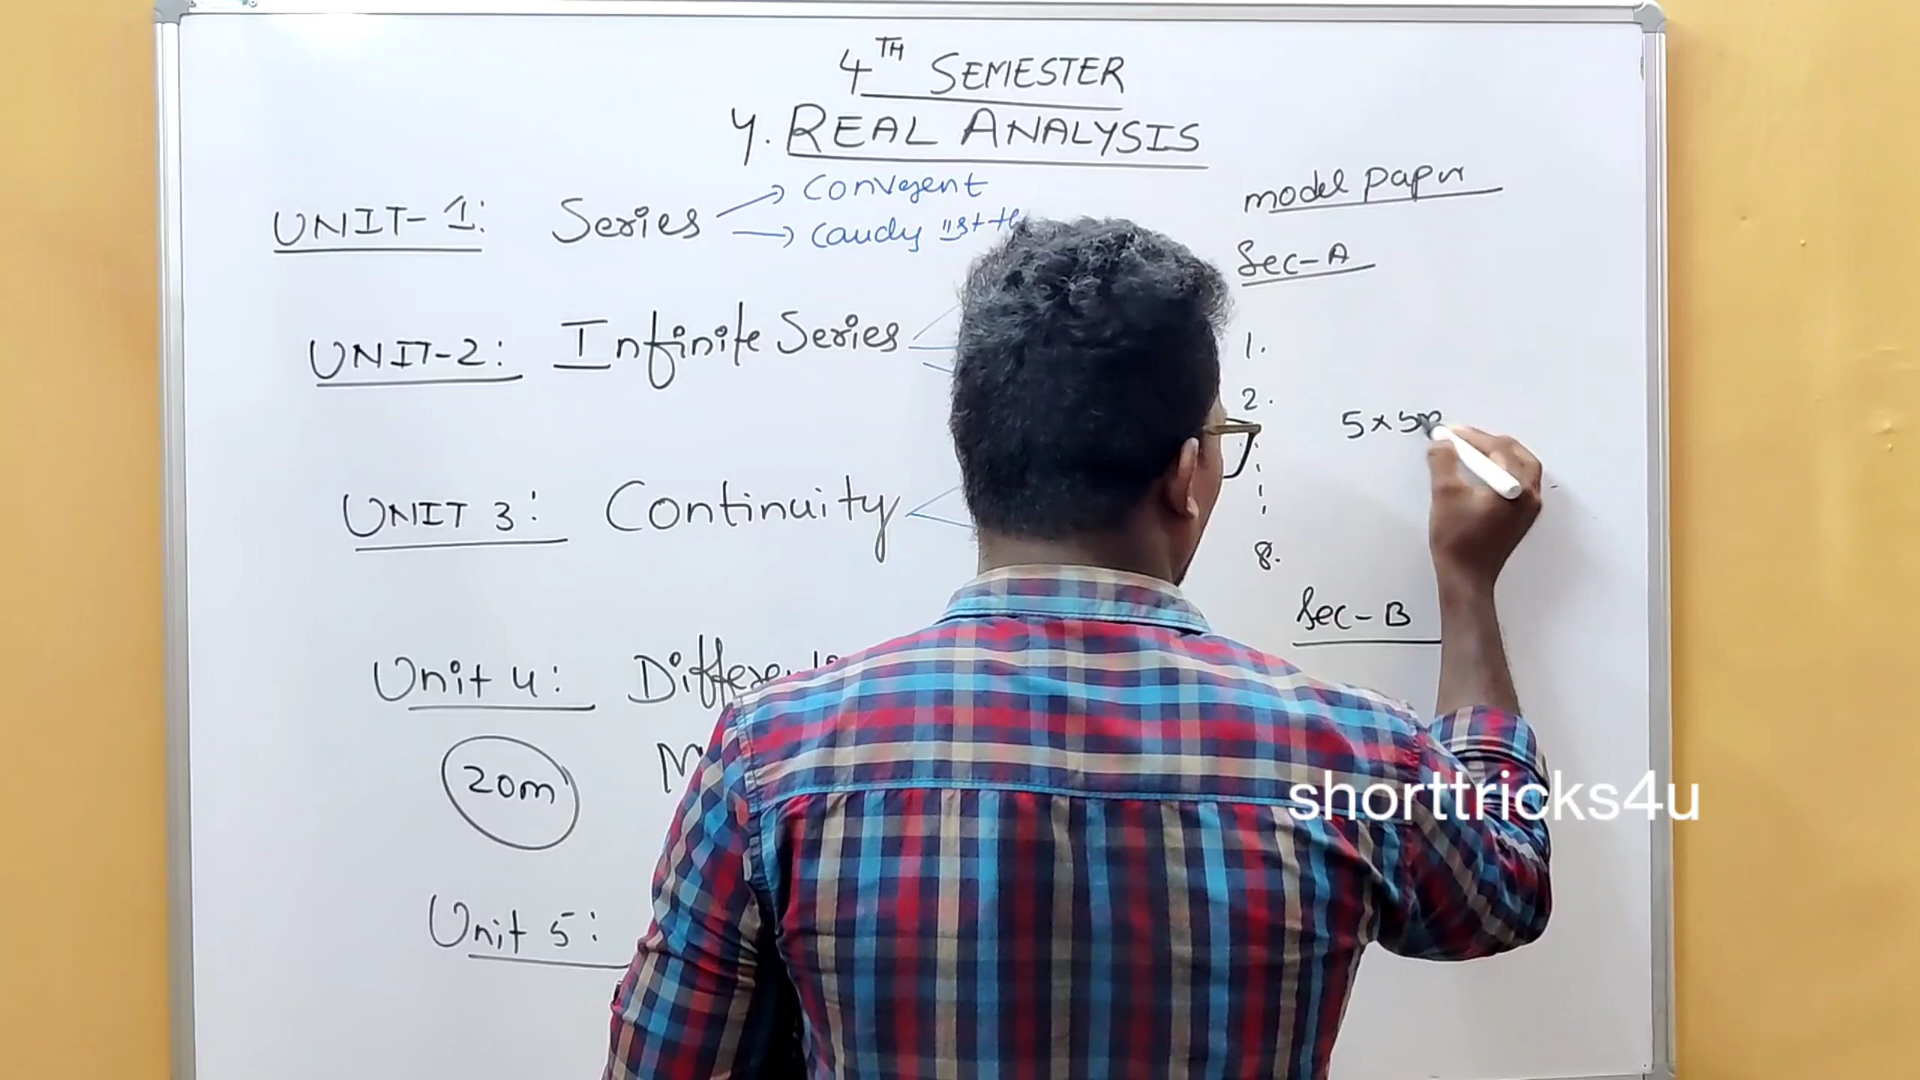 4TH SEMESTER
4. REAL ANALYSIS
UNIT-1: Series
Convegent
Caudy
UNIT-2: Infinite Series
UNIT 3: Continuity
Unit 4:
20m
Unit 5:
model paper
Sec-A
1.
2.
8.
5×5m
Sec-B
shorttricks4u